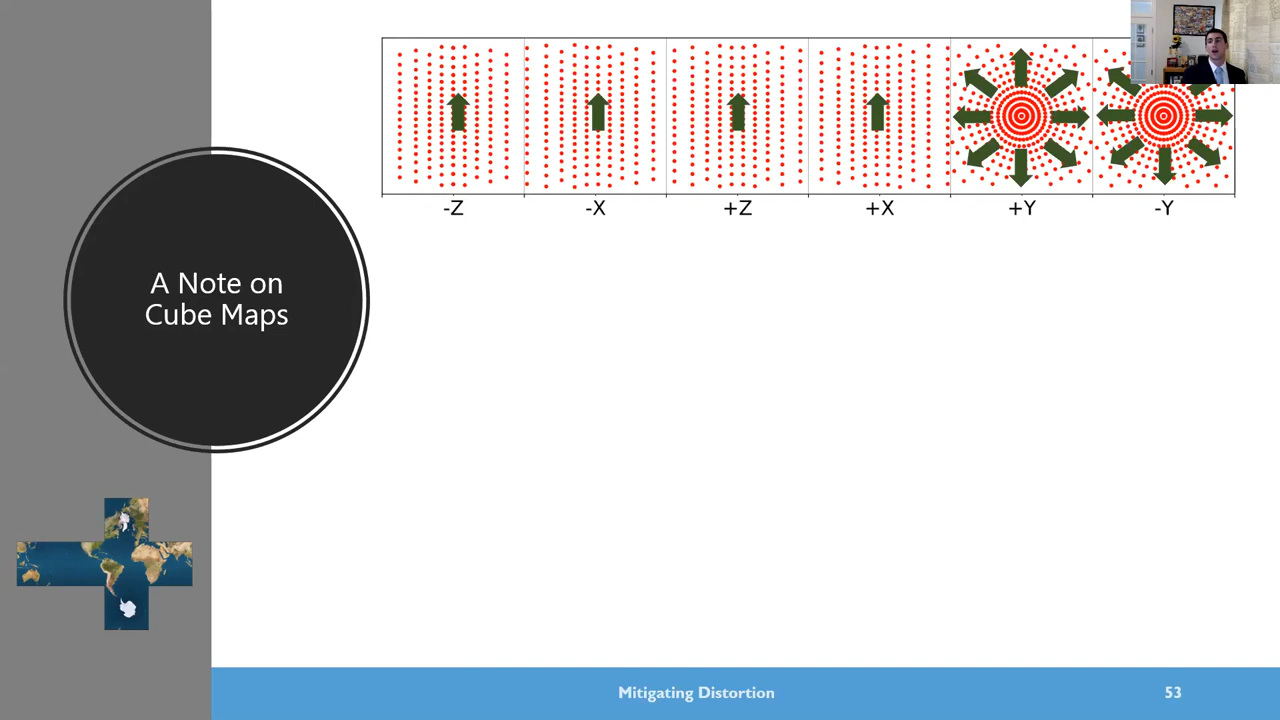 -Z -X +Z +X +Y -Y
A Note on
Cube Maps
Mitigating Distortion 53